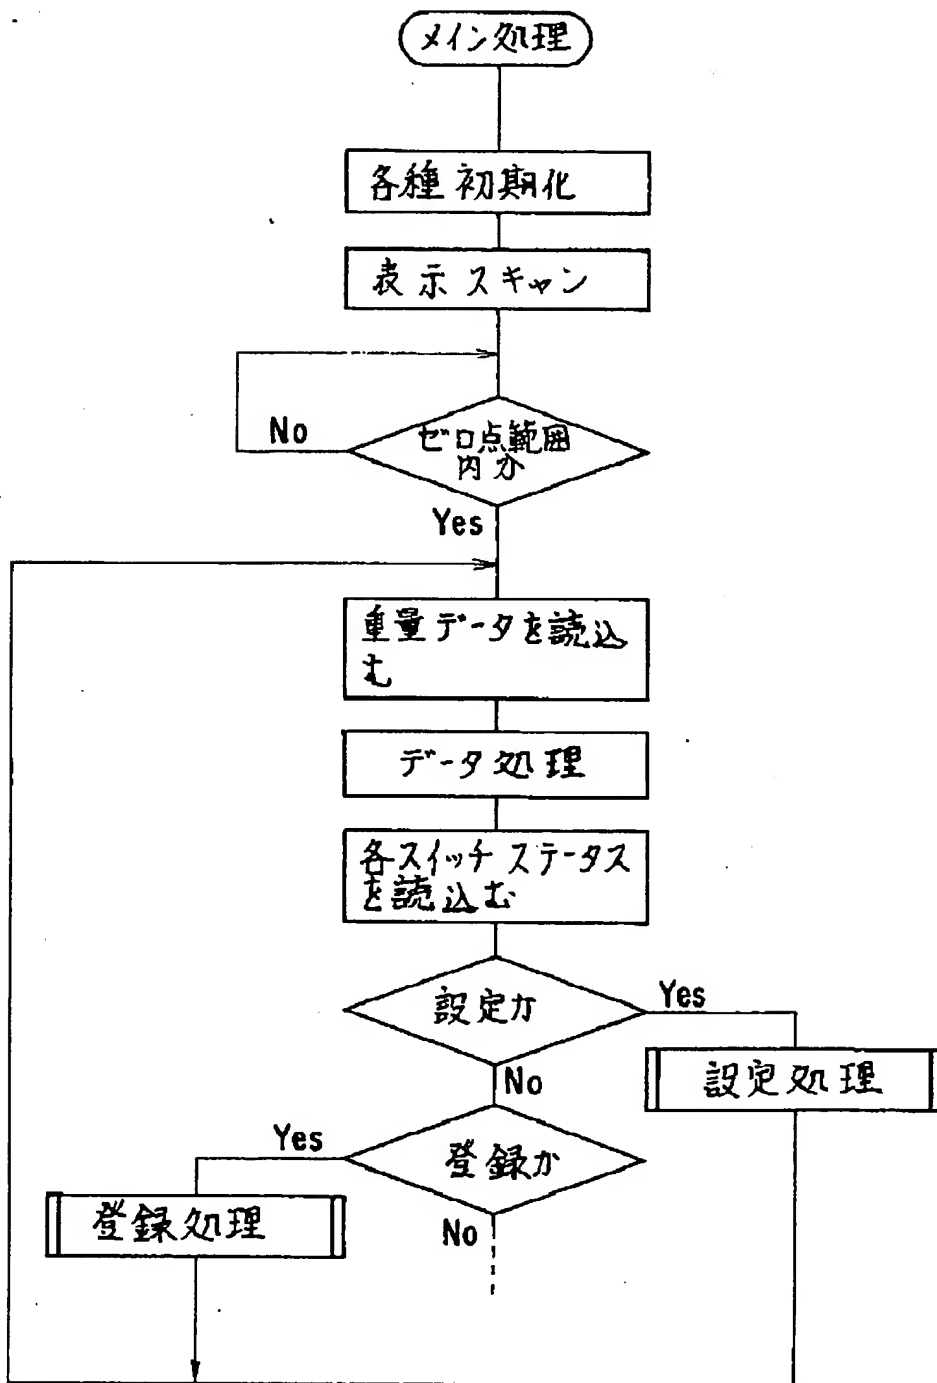 メイン処理
各種初期化
表示スキャン
No
ゼロ点範囲
内か
Yes
重量データを読込
む
データ処理
各スイッチステータス
を読込む
設定か
Yes
No
設定処理
Yes
登録か
登録処理
No